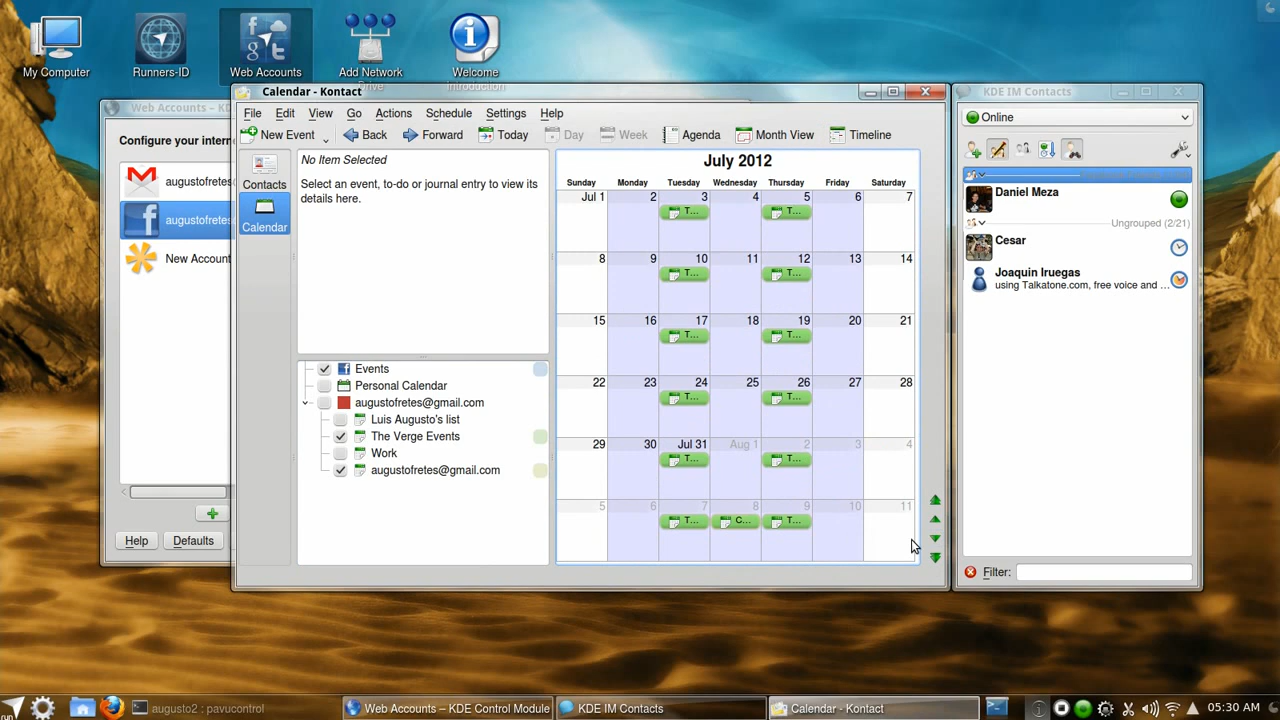 My Computer
Runners-ID
Web Accounts
Add Network
Drive
Welcome
Introduction
Web Accounts – KD
Configure your intern
augustofretes
augustofretes
New Account
Help
Defaults
Calendar - Kontact
File Edit View Go Actions Schedule Settings Help
New Event Back Forward Today Day Week Agenda Month View Timeline
Contacts
Calendar
No Item Selected
Select an event, to-do or journal entry to view its
details here.
Events
Personal Calendar
augustofretes@gmail.com
Luis Augusto's list
The Verge Events
Work
augustofretes@gmail.com
July 2012
Sunday Monday Tuesday Wednesday Thursday Friday Saturday
Jul 1 2 3 4 5 6 7
T... T...
8 9 10 11 12 13 14
T... T...
15 16 17 18 19 20 21
T... T...
22 23 24 25 26 27 28
T... T...
29 30 Jul 31 Aug 1 2 3 4
T... T...
5 6 7 8 9 10 11
T... C... T...
KDE IM Contacts
Online
Daniel Meza
Ungrouped (2/21)
Cesar
Joaquin Iruegas
using Talkatone.com, free voice and ...
Filter:
run
augusto2 : pavucontrol
Web Accounts – KDE Control Module
KDE IM Contacts
Calendar - Kontact
05:30 AM